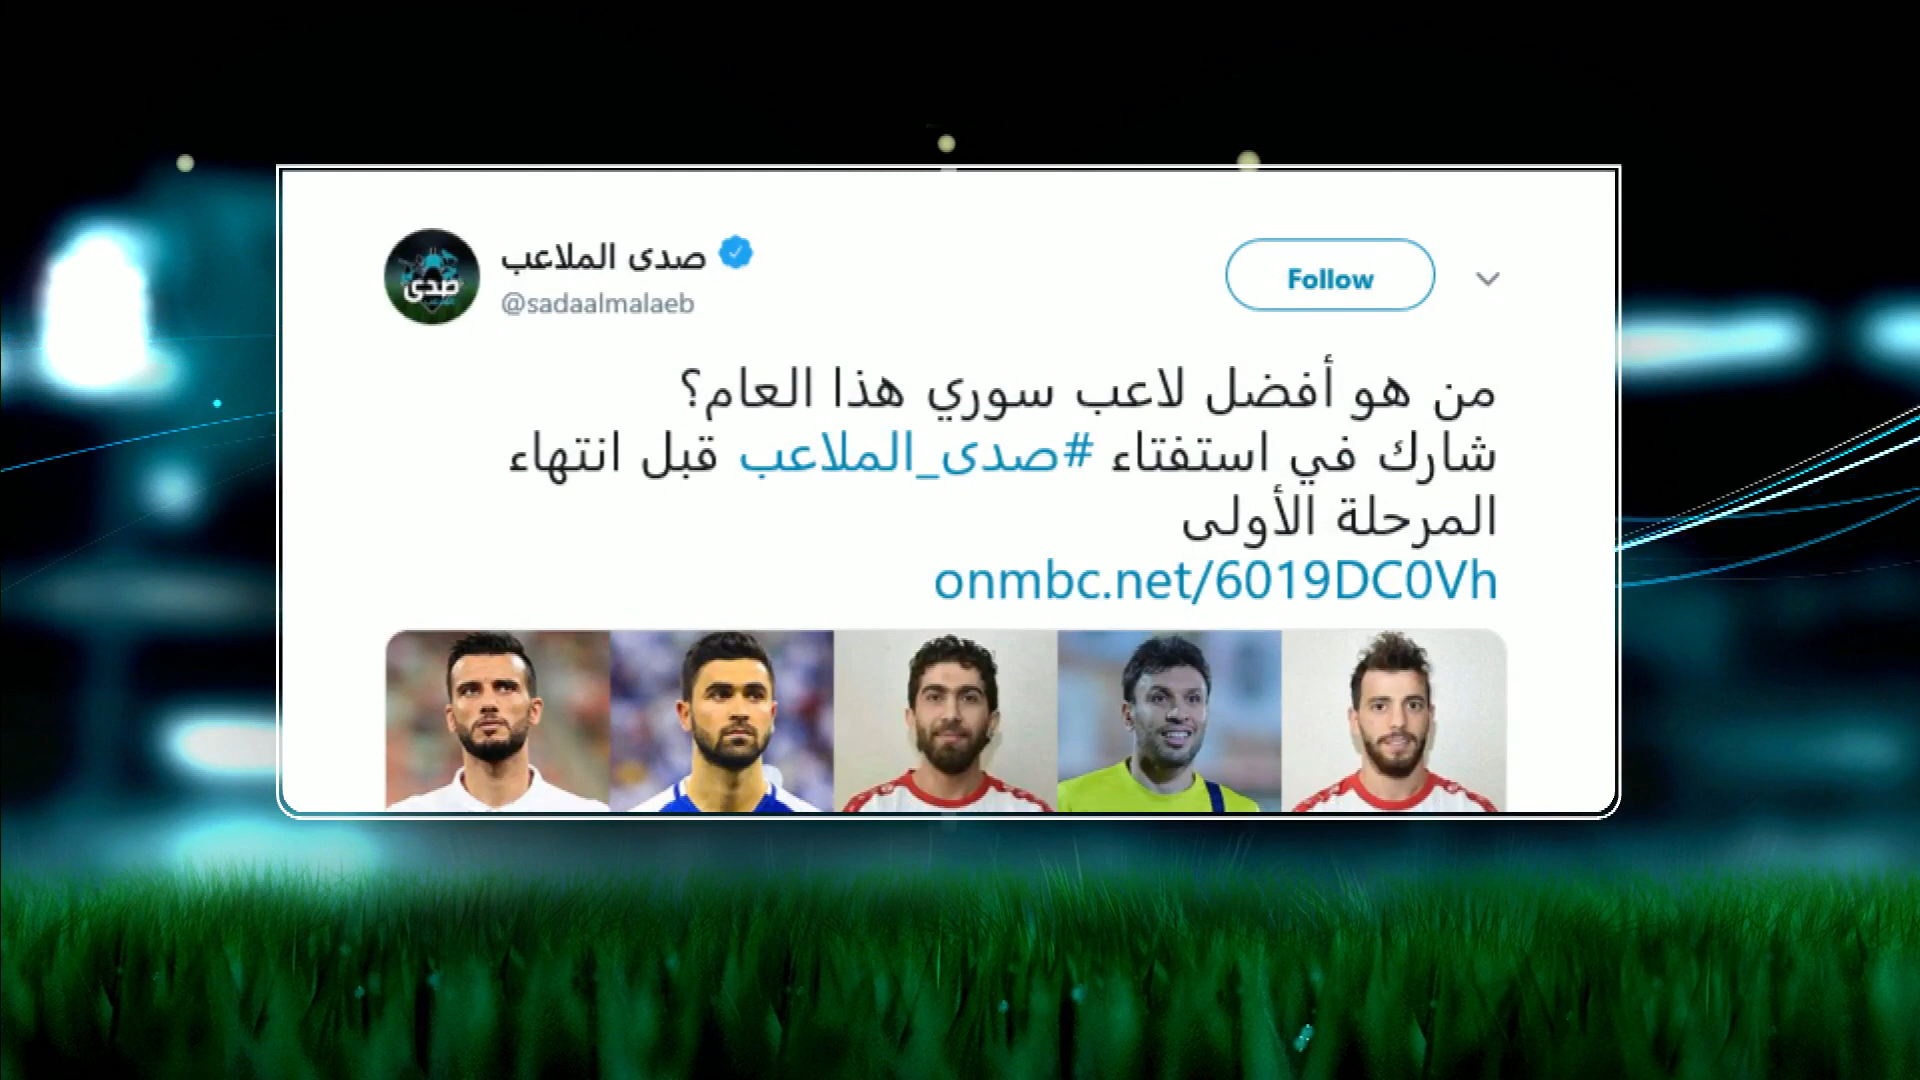 صدى الملاعب
@sadaalmalaeb
Follow
صدى
من هو أفضل لاعب سوري هذا العام؟
شارك في استفتاء #صدى_الملاعب قبل انتهاء
المرحلة الأولى
onmbc.net/6019DC0Vh